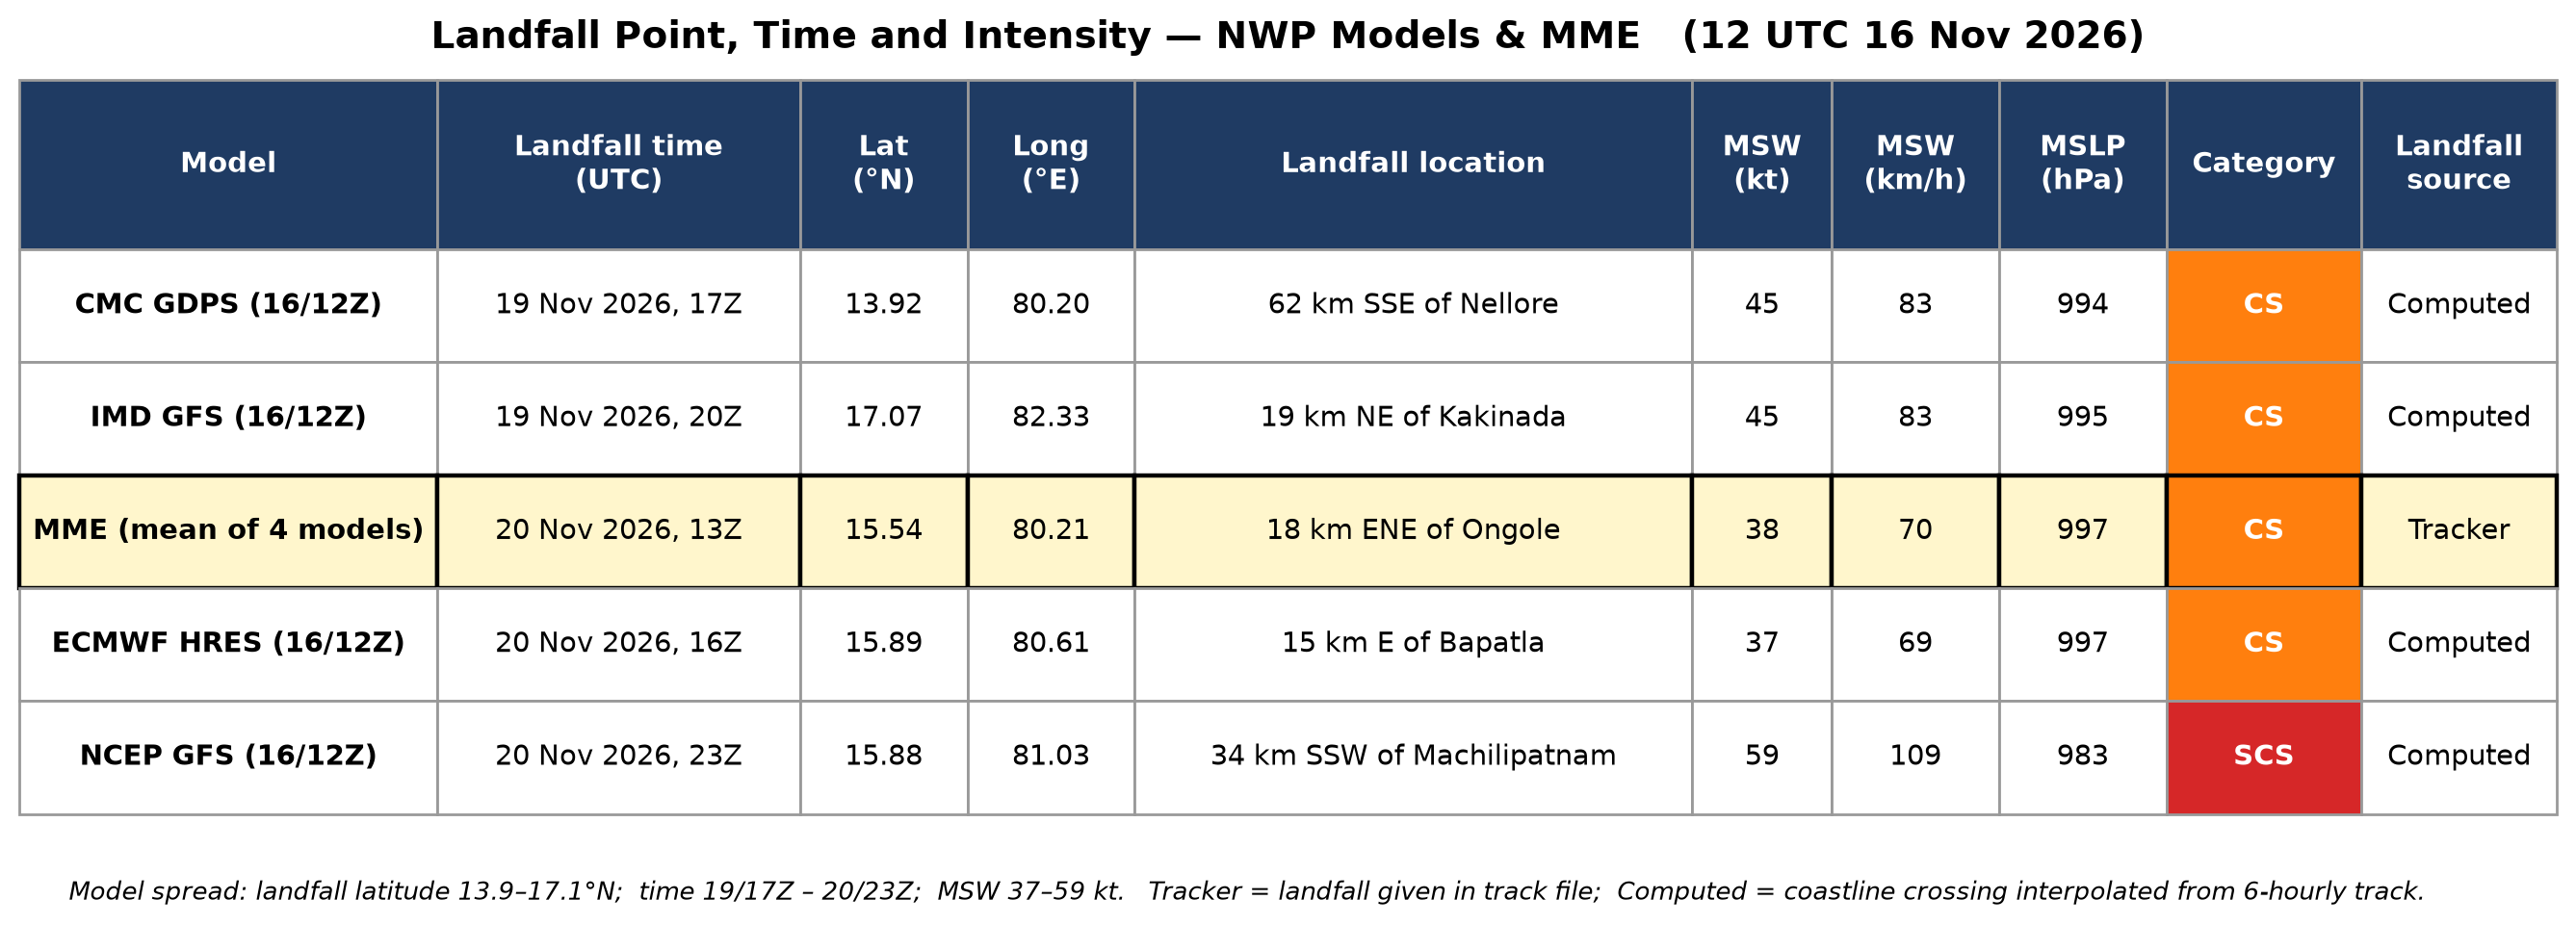 Landfall Point, Time and Intensity — NWP Models & MME (12 UTC 16 Nov 2026)
Model | Landfall time (UTC) | Lat (°N) | Long (°E) | Landfall location | MSW (kt) | MSW (km/h) | MSLP (hPa) | Category | Landfall source
CMC GDPS (16/12Z) | 19 Nov 2026, 17Z | 13.92 | 80.20 | 62 km SSE of Nellore | 45 | 83 | 994 | CS | Computed
IMD GFS (16/12Z) | 19 Nov 2026, 20Z | 17.07 | 82.33 | 19 km NE of Kakinada | 45 | 83 | 995 | CS | Computed
MME (mean of 4 models) | 20 Nov 2026, 13Z | 15.54 | 80.21 | 18 km ENE of Ongole | 38 | 70 | 997 | CS | Tracker
ECMWF HRES (16/12Z) | 20 Nov 2026, 16Z | 15.89 | 80.61 | 15 km E of Bapatla | 37 | 69 | 997 | CS | Computed
NCEP GFS (16/12Z) | 20 Nov 2026, 23Z | 15.88 | 81.03 | 34 km SSW of Machilipatnam | 59 | 109 | 983 | SCS | Computed
Model spread: landfall latitude 13.9–17.1°N; time 19/17Z – 20/23Z; MSW 37–59 kt. Tracker = landfall given in track file; Computed = coastline crossing interpolated from 6-hourly track.